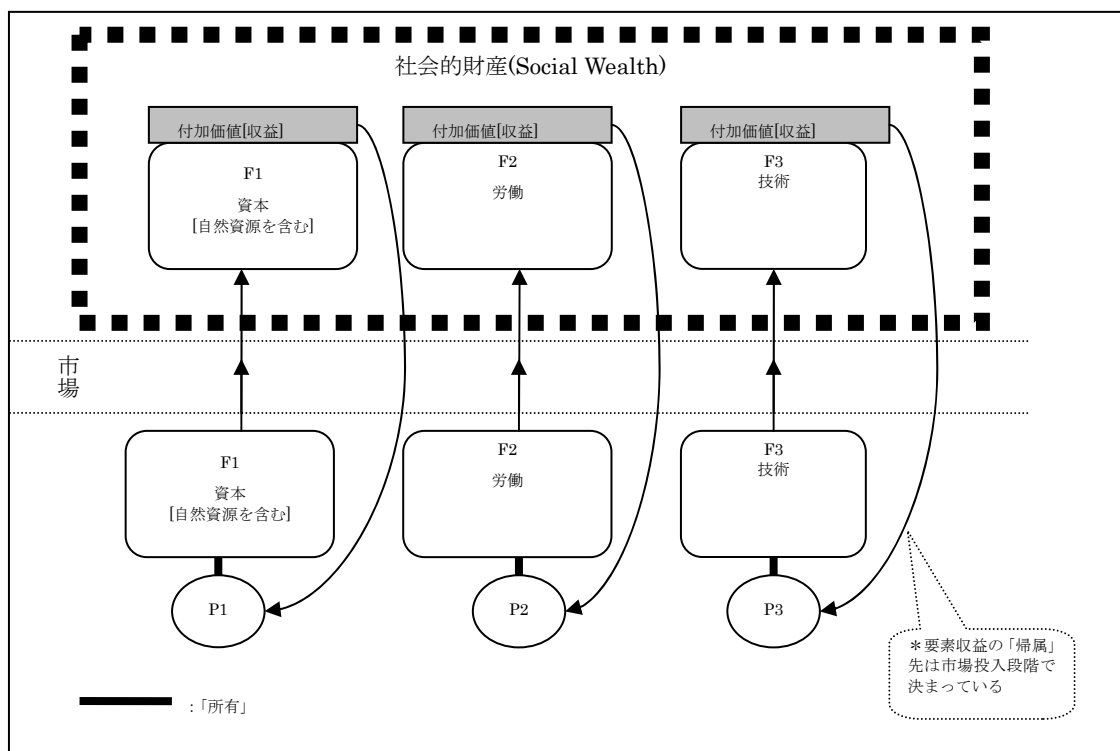 社会的財産(Social Wealth)
付加価値[収益]
付加価値[収益]
付加価値[収益]
F1
資本
[自然資源を含む]
F2
労働
F3
技術
市
場
F1
資本
[自然資源を含む]
F2
労働
F3
技術
P1
P2
P3
＊要素収益の「帰属」
先は市場投入段階で
決まっている
:「所有」